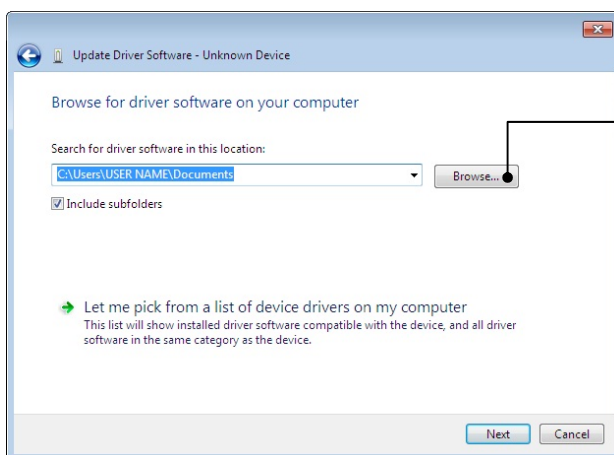 Update Driver Software - Unknown Device
Browse for driver software on your computer
Search for driver software in this location:
C:\Users\USER NAME\Documents
Browse...
Include subfolders
Let me pick from a list of device drivers on my computer
This list will show installed driver software compatible with the device, and all driver
software in the same category as the device.
Next
Cancel